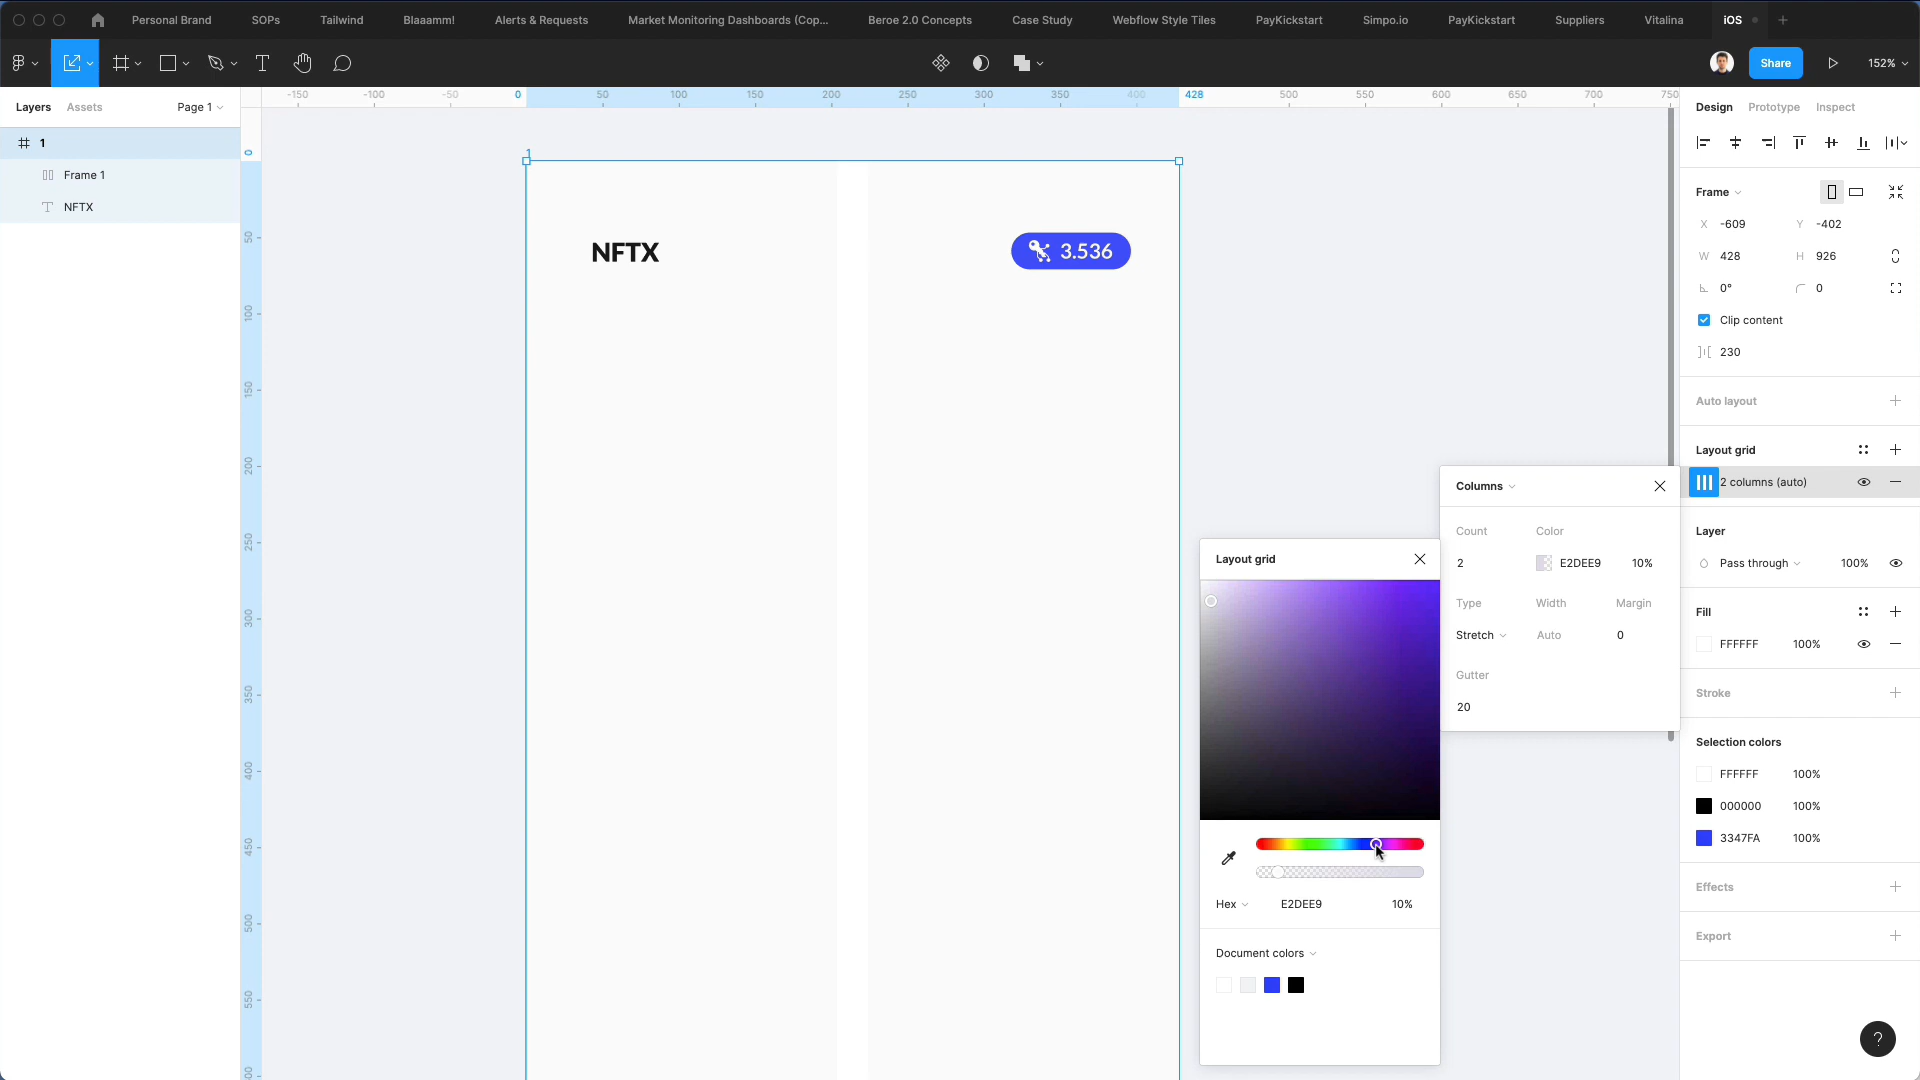 Personal Brand SOPs Tailwind Blaaamm! Alerts & Requests Market Monitoring Dashboards (Cop... Beroe 2.0 Concepts Case Study Webflow Style Tiles PayKickstart Simpo.io PayKickstart Suppliers Vitalina iOS
Share 152%
Layers Assets Page 1
-150 -100 -50 0 50 100 150 200 250 300 350 400 428 500 550 600 650 700 750
Design Prototype Inspect
1
Frame 1
NFTX
0
50
100
150
200
250
300
350
400
450
500
550
00
1
NFTX
3.536
Frame
X -609 Y -402
W 428 H 926
0° 0
Clip content
230
Auto layout
Layout grid
2 columns (auto)
Columns
Count Color
2 E2DEE9 10%
Type Width Margin
Stretch Auto 0
Gutter
20
Layout grid
Hex E2DEE9 10%
Document colors
Layer
Pass through 100%
Fill
FFFFFF 100%
Stroke
Selection colors
FFFFFF 100%
000000 100%
3347FA 100%
Effects
Export
?